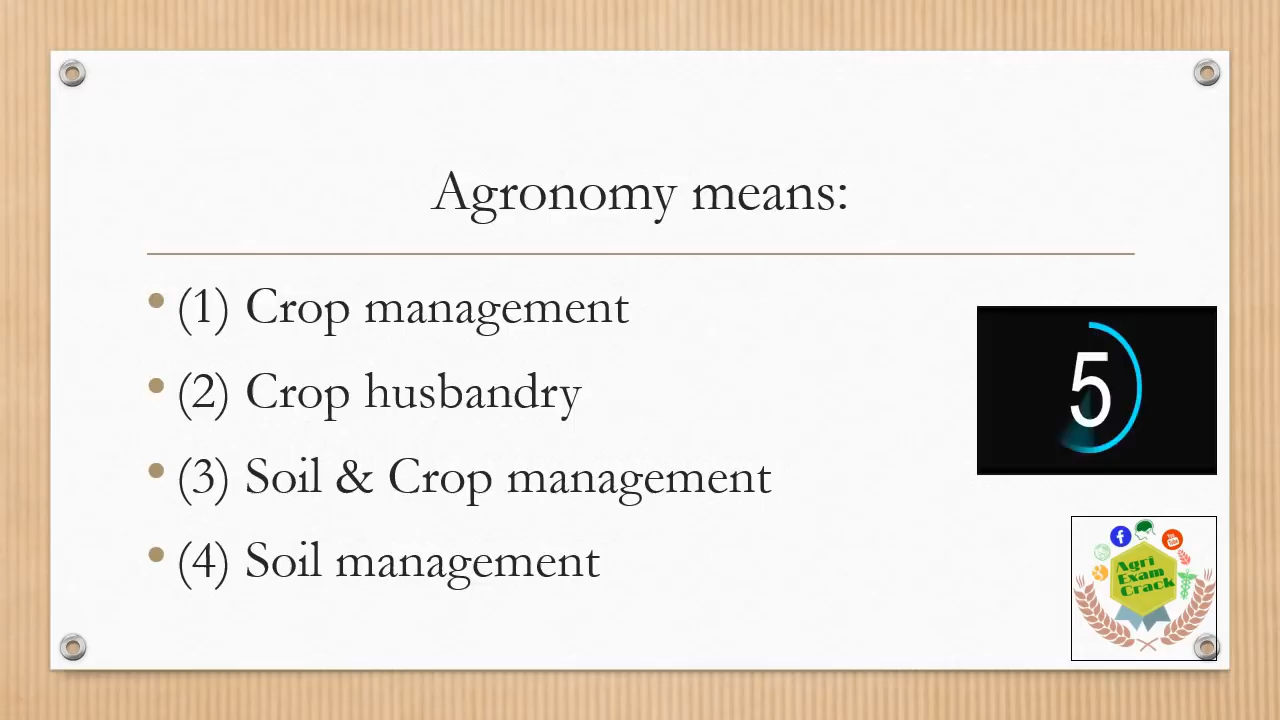 Agronomy means:
• (1) Crop management
• (2) Crop husbandry
• (3) Soil & Crop management
• (4) Soil management
5
Agri
Exam
Crack